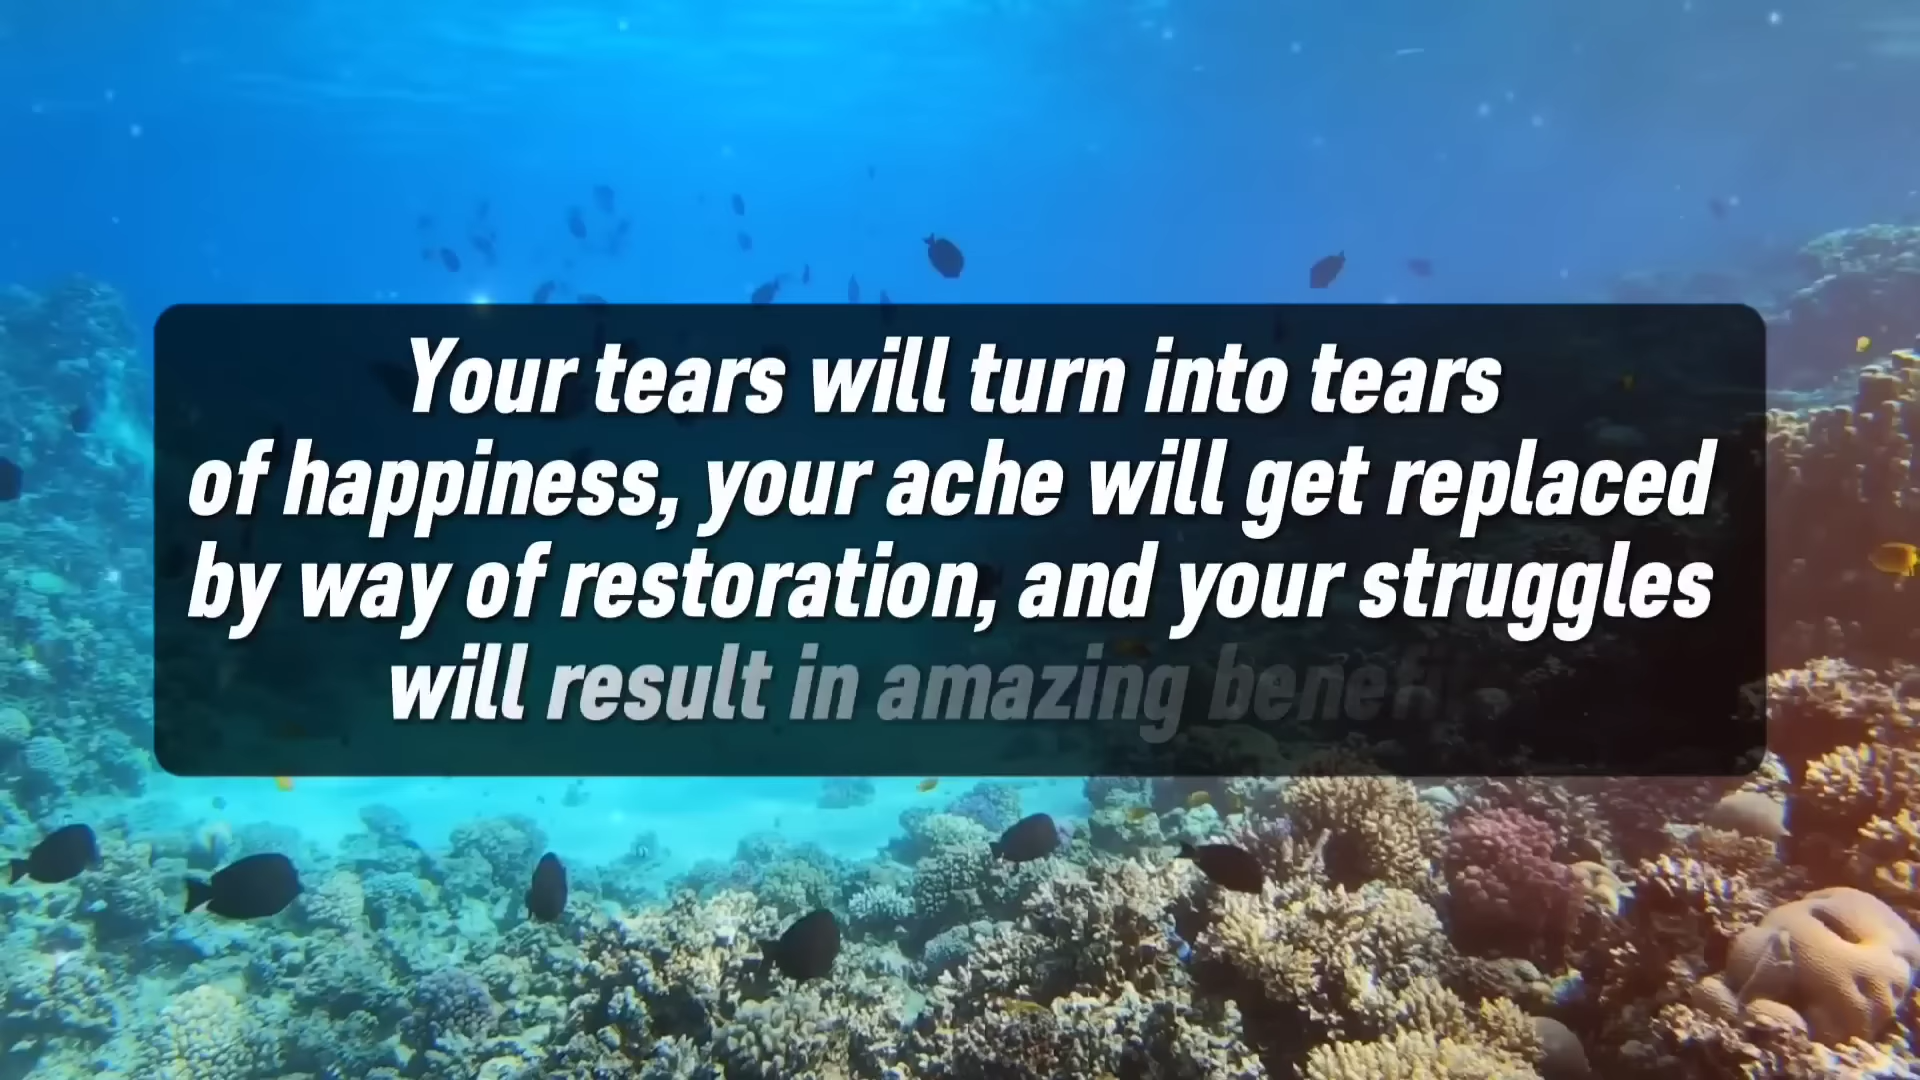 Your tears will turn into tears
of happiness, your ache will get replaced
by way of restoration, and your struggles
will result in amazing